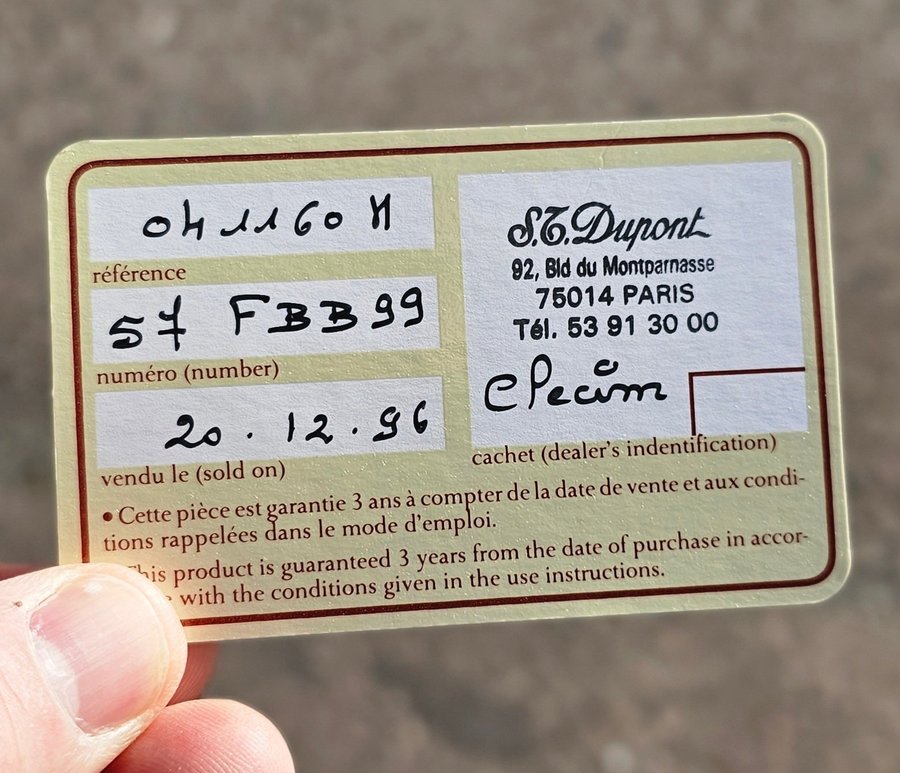 041160 M
référence
57 FBB99
numéro (number)
20.12.96
vendu le (sold on)
S.T. Dupont
92, Bld du Montparnasse
75014 PARIS
Tél. 53 91 30 00
cachet (dealer's indentification)
• Cette pièce est garantie 3 ans à compter de la date de vente et aux condi-
tions rappelées dans le mode d'emploi.
This product is guaranteed 3 years from the date of purchase in accor-
with the conditions given in the use instructions.